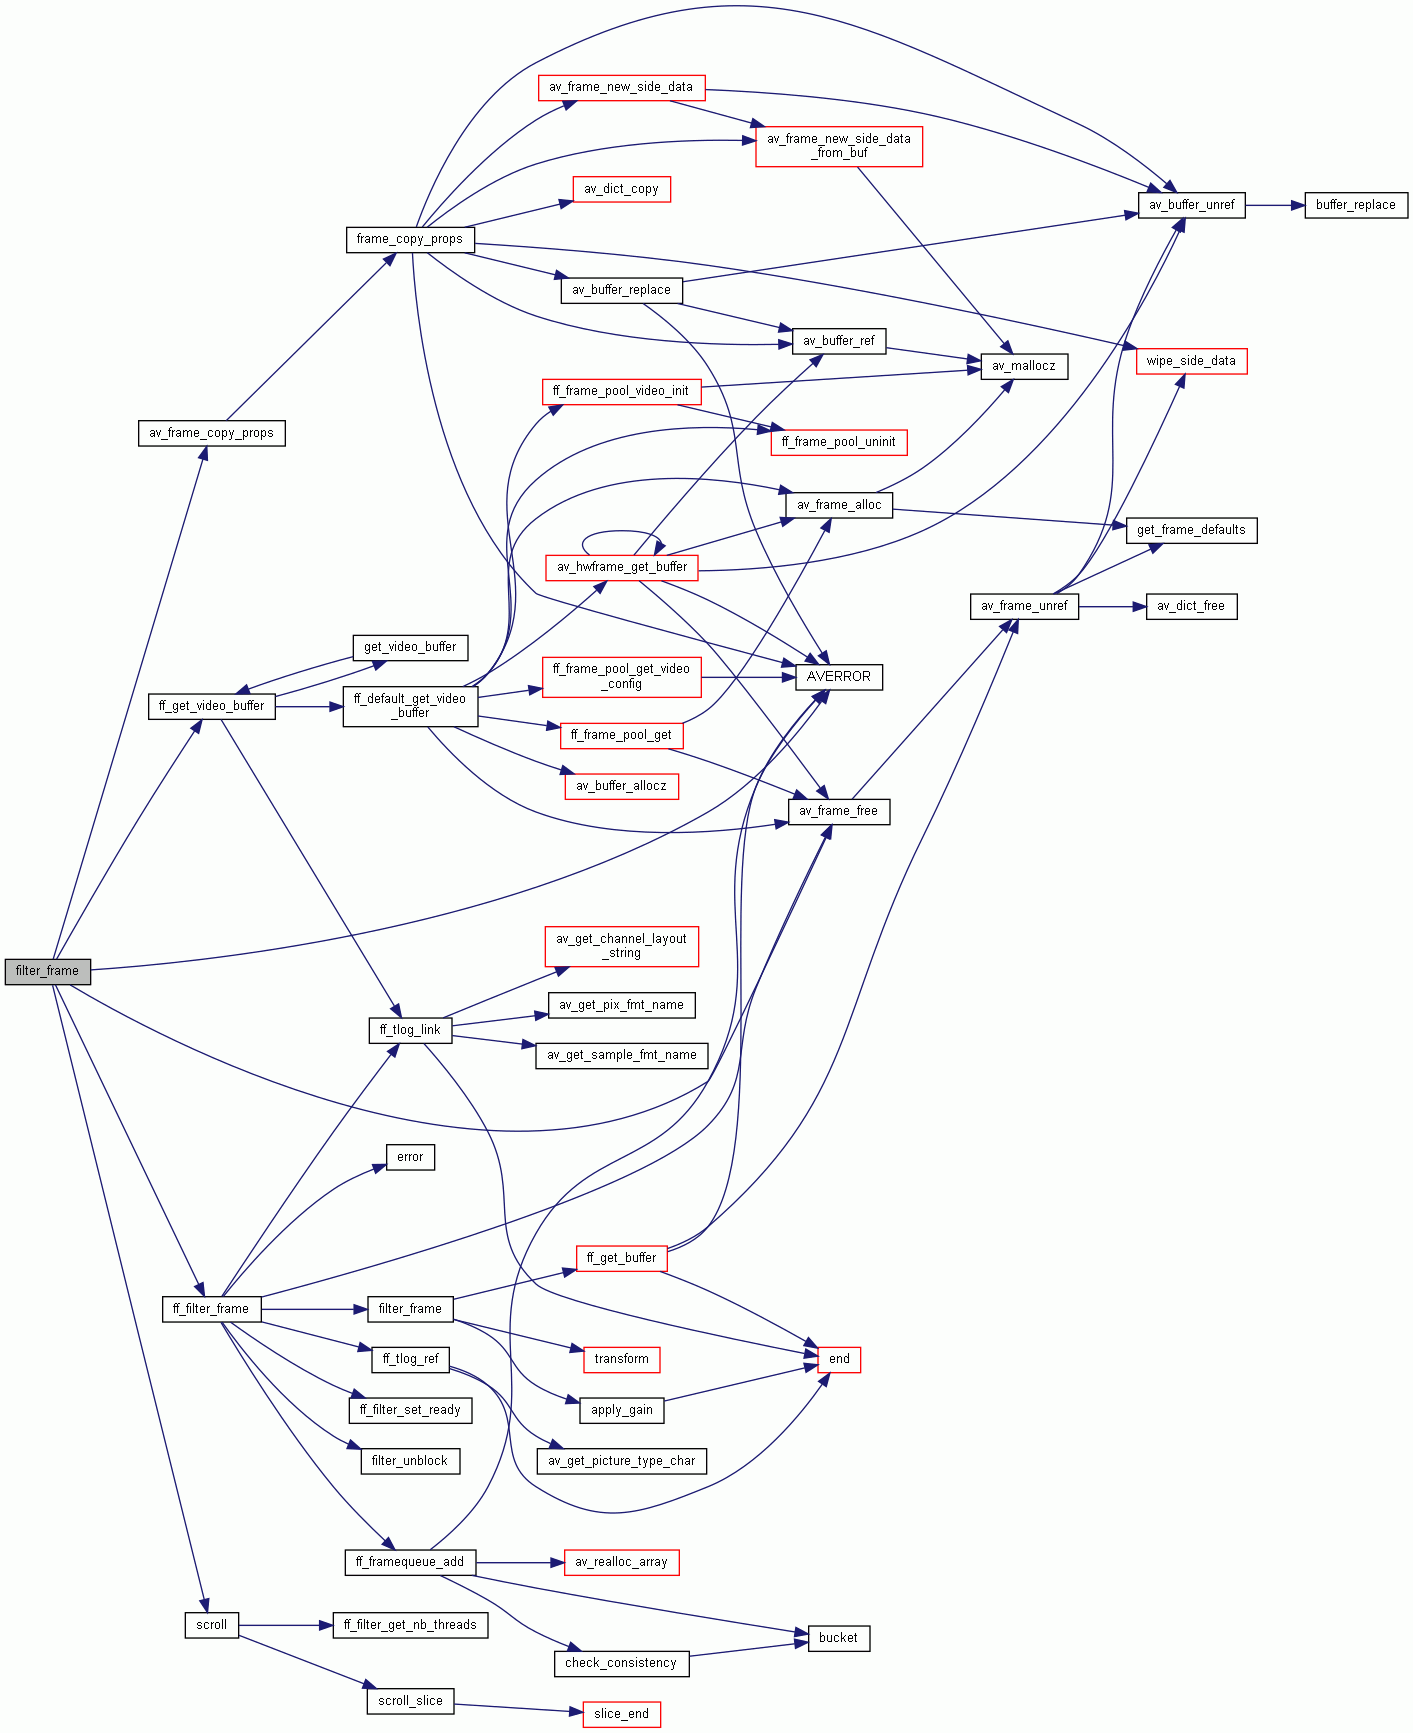 av_frame_new_side_data
av_frame_new_side_data
_from_buf
av_dict_copy
av_buffer_unref
buffer_replace
frame_copy_props
av_buffer_replace
av_buffer_ref
wipe_side_data
av_mallocz
ff_frame_pool_video_init
av_frame_copy_props
ff_frame_pool_uninit
av_frame_alloc
get_frame_defaults
av_hwframe_get_buffer
av_frame_unref
av_dict_free
get_video_buffer
ff_frame_pool_get_video
_config
AVERROR
ff_get_video_buffer
ff_default_get_video
_buffer
ff_frame_pool_get
av_buffer_allocz
av_frame_free
av_get_channel_layout
_string
filter_frame
av_get_pix_fmt_name
ff_tlog_link
av_get_sample_fmt_name
error
ff_get_buffer
ff_filter_frame
filter_frame
ff_tlog_ref
transform
end
ff_filter_set_ready
apply_gain
filter_unblock
av_get_picture_type_char
ff_framequeue_add
av_realloc_array
scroll
ff_filter_get_nb_threads
bucket
check_consistency
scroll_slice
slice_end